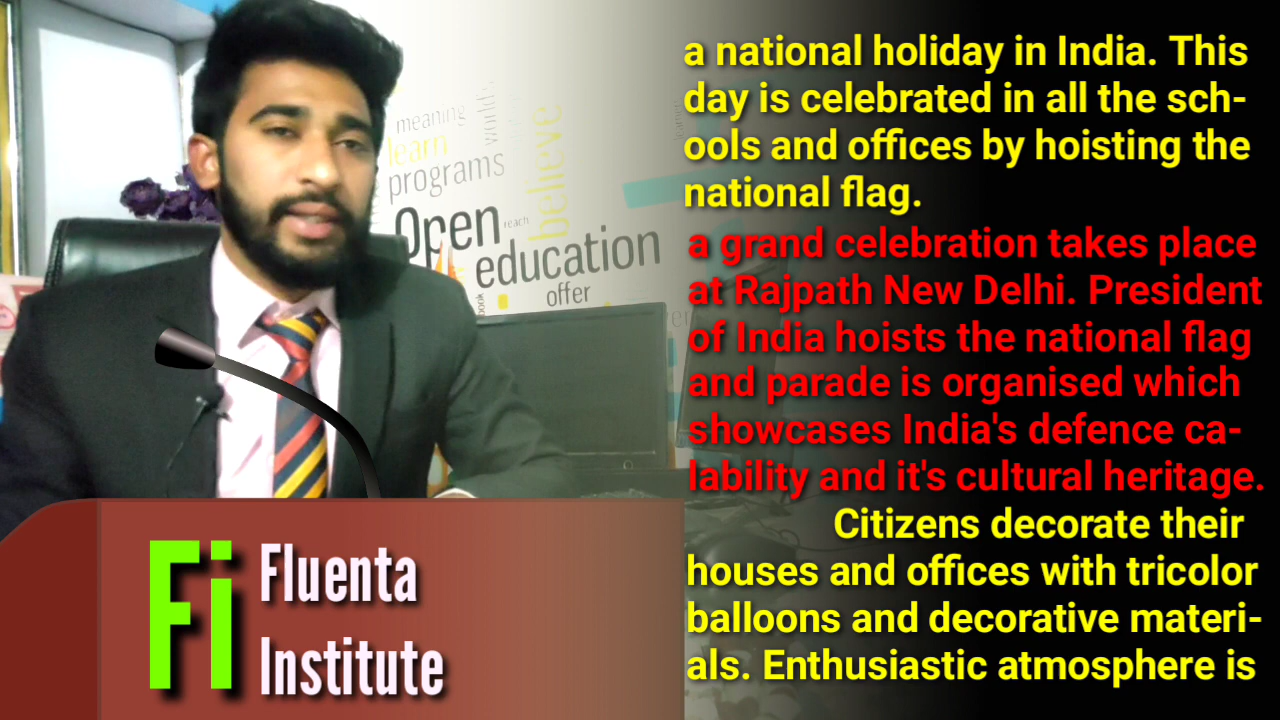 meaning
world's
learn
programs
believe
Open
reach
education
offer
book
a national holiday in India. This
day is celebrated in all the sch-
ools and offices by hoisting the
national flag.
a grand celebration takes place
at Rajpath New Delhi. President
of India hoists the national flag
and parade is organised which
showcases India's defence ca-
lability and it's cultural heritage.
Citizens decorate their
houses and offices with tricolor
balloons and decorative materi-
als. Enthusiastic atmosphere is
Fi
Fluenta
Institute